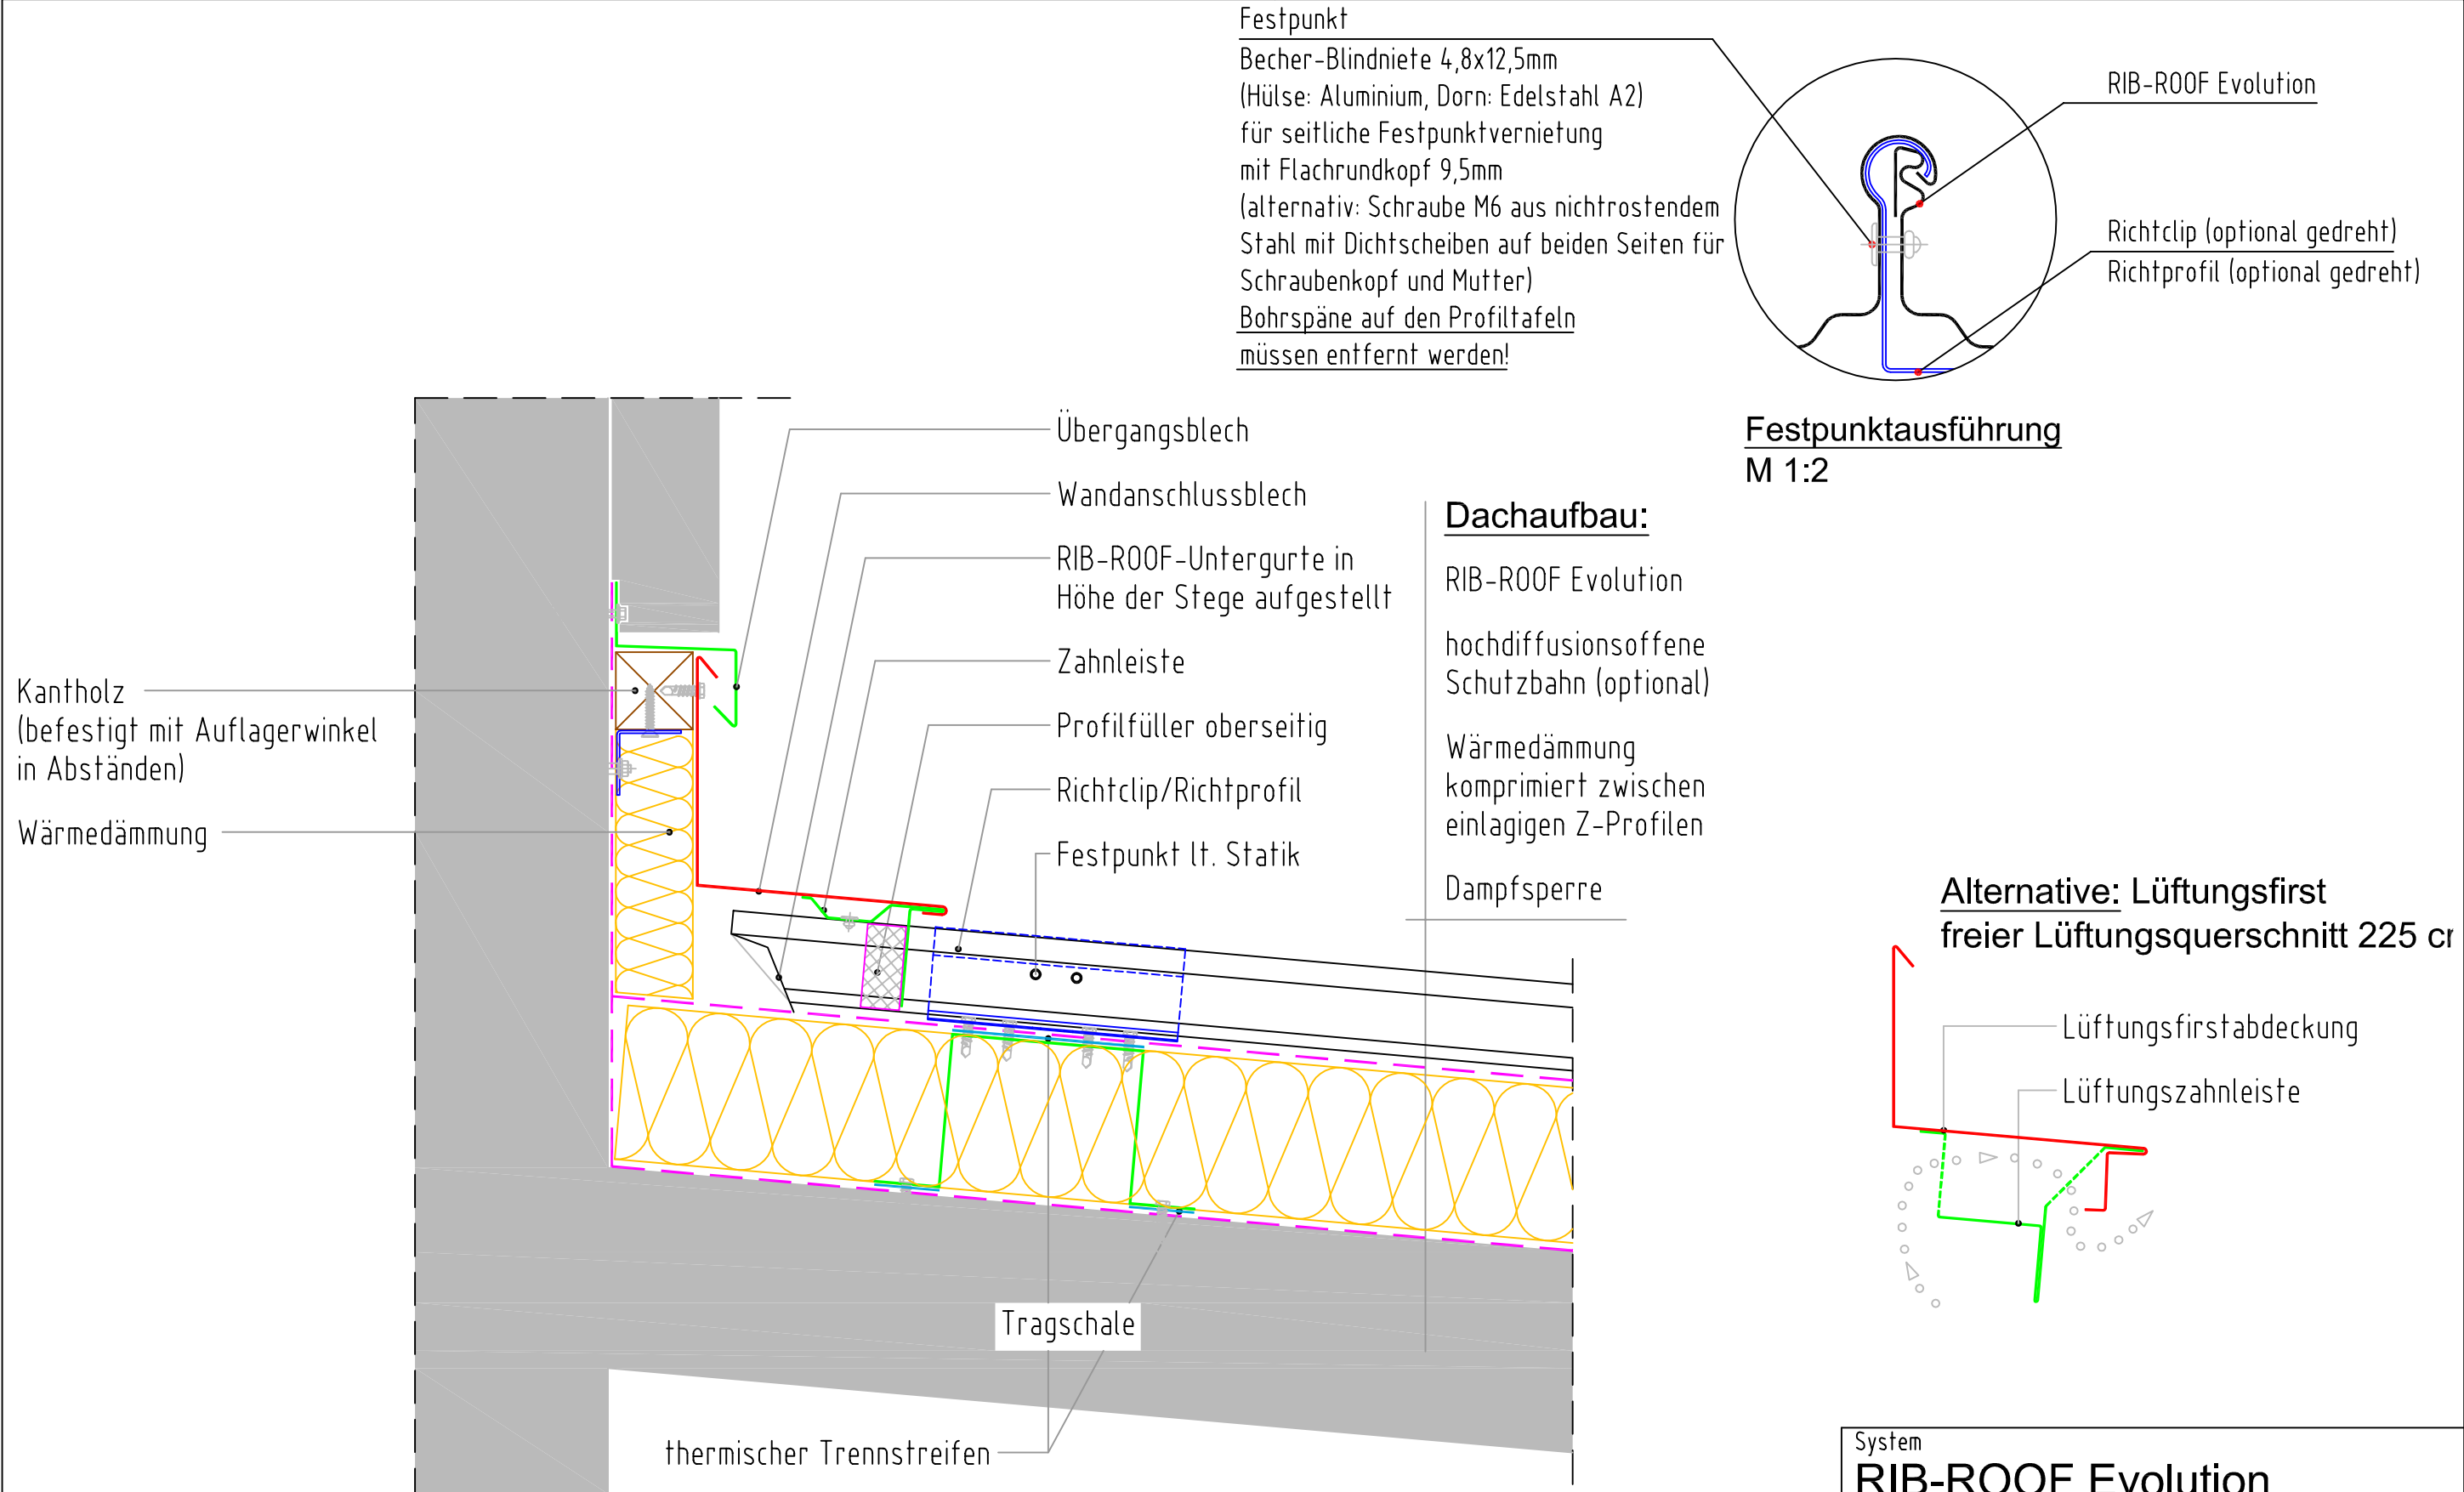 Festpunkt
Becher-Blindniete 4,8x12,5mm
(Hülse: Aluminium, Dorn: Edelstahl A2)
für seitliche Festpunktvernietung
mit Flachrundkopf 9,5mm
(alternativ: Schraube M6 aus nichtrostendem
Stahl mit Dichtscheiben auf beiden Seiten für
Schraubenkopf und Mutter)
Bohrspäne auf den Profiltafeln
müssen entfernt werden!
RIB-ROOF Evolution
Richtclip (optional gedreht)
Richtprofil (optional gedreht)
Festpunktausführung
M 1:2
Übergangsblech
Wandanschlussblech
RIB-ROOF-Untergurte in
Höhe der Stege aufgestellt
Zahnleiste
Profilfüller oberseitig
Richtclip/Richtprofil
Festpunkt lt. Statik
Dachaufbau:
RIB-ROOF Evolution
hochdiffusionsoffene
Schutzbahn (optional)
Wärmedämmung
komprimiert zwischen
einlagigen Z-Profilen
Dampfsperre
Kantholz
(befestigt mit Auflagerwinkel
in Abständen)
Wärmedämmung
Alternative: Lüftungsfirst
freier Lüftungsquerschnitt 225
Lüftungsfirstabdeckung
Lüftungszahnleiste
Tragschale
thermischer Trennstreifen
System
RIB-ROOF Evolution